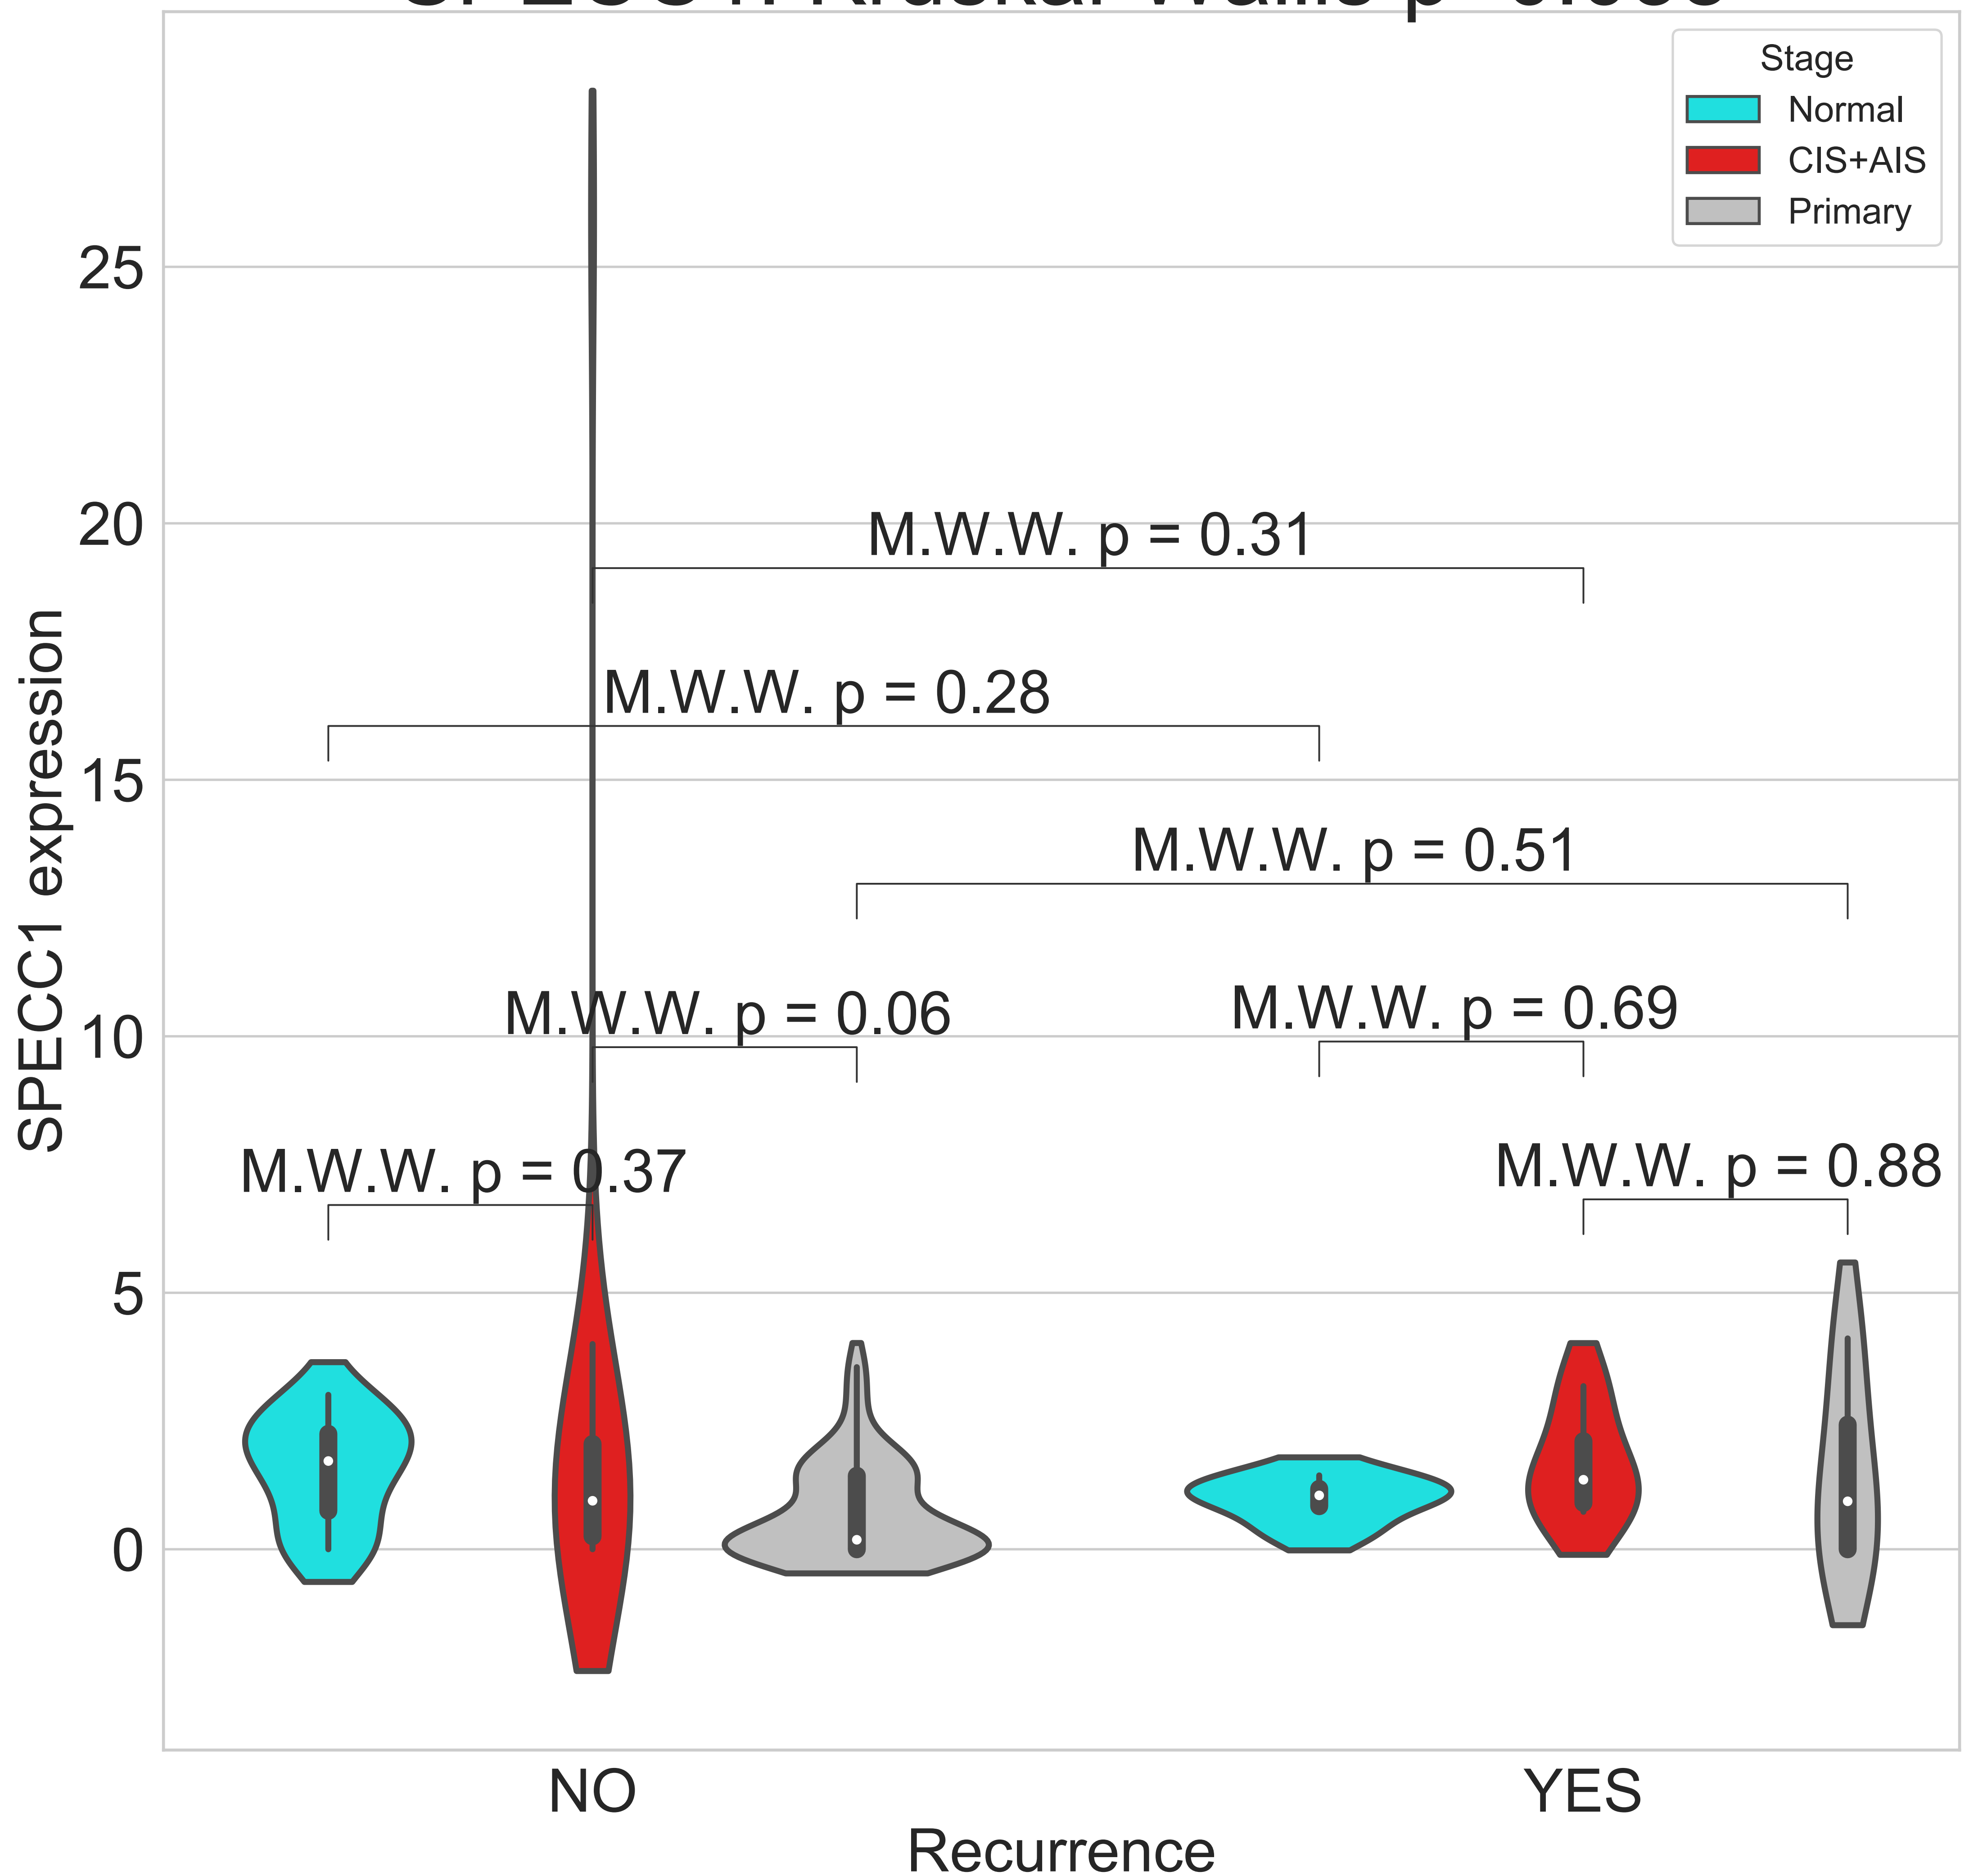 Stage
Normal
CIS+AIS
Primary
25
20
15
10
5
0
SPECC1 expression
M.W.W. p = 0.31
M.W.W. p = 0.28
M.W.W. p = 0.51
M.W.W. p = 0.06
M.W.W. p = 0.69
M.W.W. p = 0.37
M.W.W. p = 0.88
NO
YES
Recurrence